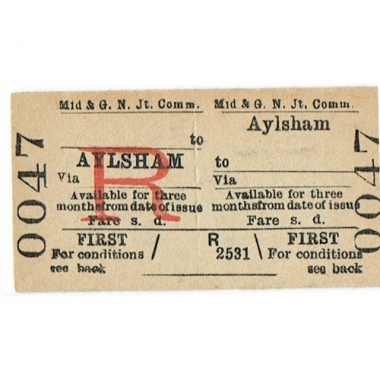 Mid & G. N. Jt. Comm.
to
AYLSHAM
Via
Available for three
months from date of issue
Fare s. d.
FIRST
For conditions /
see back
R
Mid & G. N. Jt. Comm.
Aylsham
to
Via
Available for three
months from date of issue
Fare s. d.
R
2531 \
FIRST
For conditions
see back
0047
0047